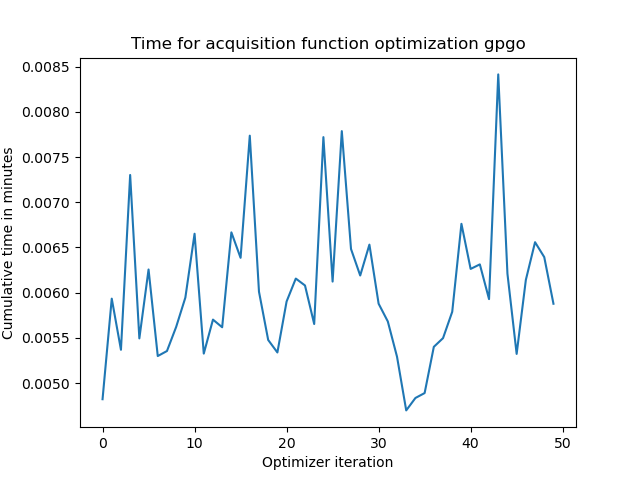 Time for acquisition function optimization gpgo
Cumulative time in minutes
0.0085
0.0080
0.0075
0.0070
0.0065
0.0060
0.0055
0.0050
0 10 20 30 40 50
Optimizer iteration